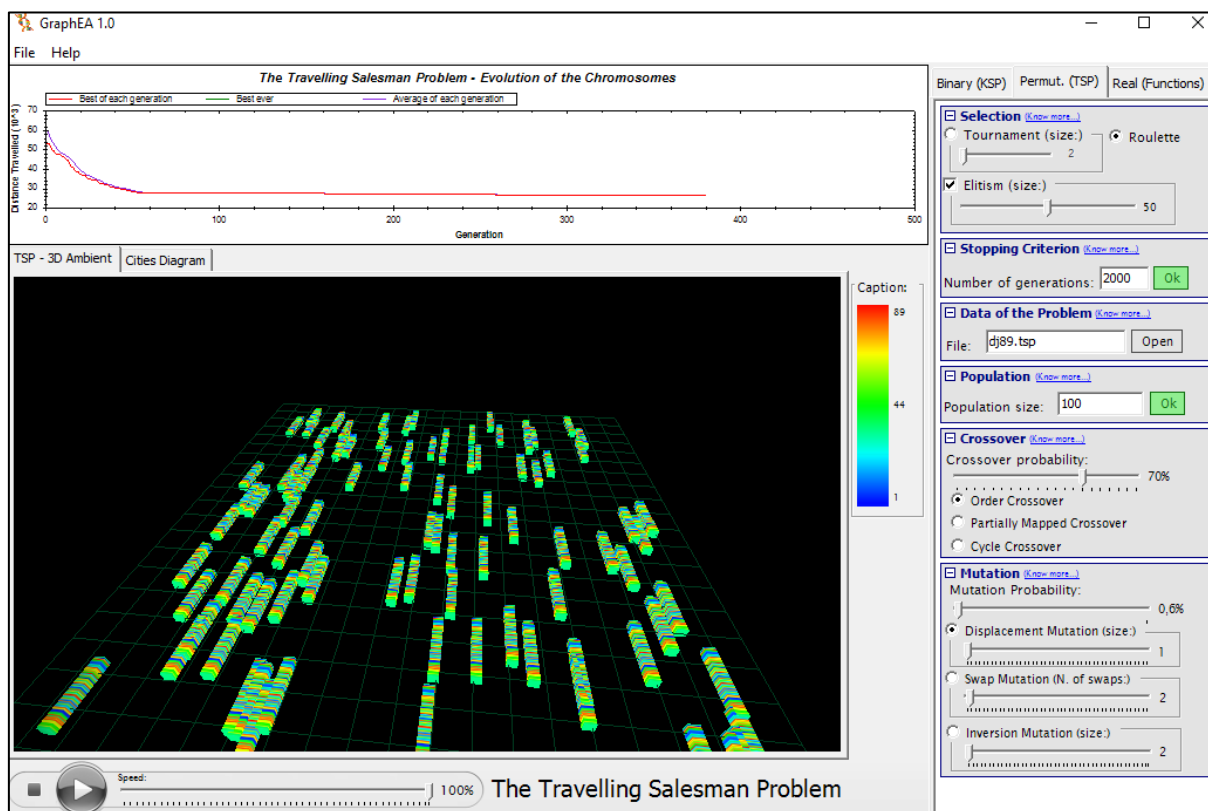 GraphEA 1.0
File Help
The Travelling Salesman Problem - Evolution of the Chromosomes
Best of each generation Best ever Average of each generation
Distance Travelled (10^3)
70
60
50
40
30
20
0 100 200 300 400 500
Generation
TSP - 3D Ambient Cities Diagram
Caption:
89
44
1
Speed:
100%
The Travelling Salesman Problem
Binary (KSP) Permut. (TSP) Real (Functions)
Selection (Know more...)
Tournament (size:) Roulette
2
Elitism (size:)
50
Stopping Criterion (Know more...)
Number of generations: 2000 Ok
Data of the Problem (Know more...)
File: dj89.tsp Open
Population (Know more...)
Population size: 100 Ok
Crossover (Know more...)
Crossover probability:
70%
Order Crossover
Partially Mapped Crossover
Cycle Crossover
Mutation (Know more...)
Mutation Probability:
0,6%
Displacement Mutation (size:)
1
Swap Mutation (N. of swaps:)
2
Inversion Mutation (size:)
2